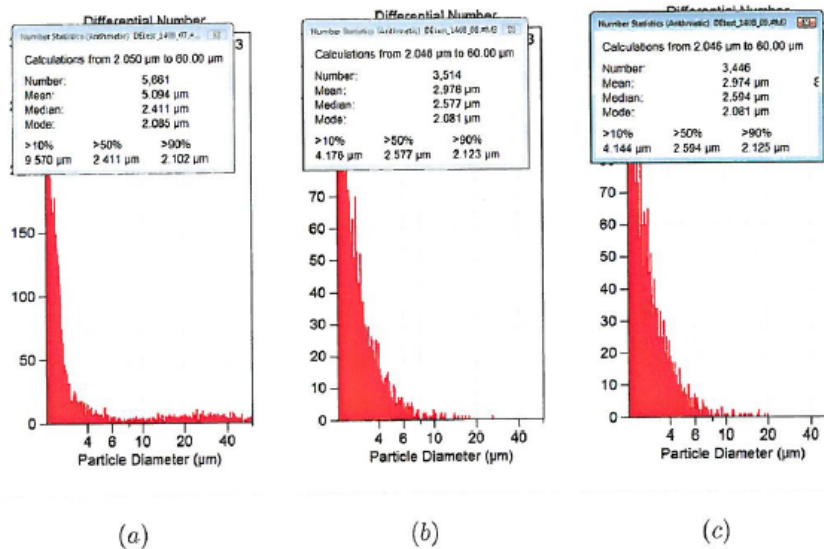 Differential Number
Number Statistics (Arithmetic)
3
Calculations from 2.050 µm to 60.00 µm
Number: 5,661
Mean: 5.094 µm
Median: 2.411 µm
Mode: 2.085 µm
>10% >50% >90%
9.570 µm 2.411 µm 2.102 µm
150
100
50
0
4 6 10 20 40
Particle Diameter (µm)
(a)
Differential Number
Number Statistics (Arithmetic) DEtest_1408_08.#M3
3
Calculations from 2.046 µm to 60.00 µm
Number: 3,514
Mean: 2.978 µm
Median: 2.577 µm
Mode: 2.081 µm
>10% >50% >90%
4.176 µm 2.577 µm 2.123 µm
70
60
50
40
30
20
10
0
4 6 10 20 40
Particle Diameter (µm)
(b)
Differential Number
Number Statistics (Arithmetic) DEtest_1408_09.#M3
Calculations from 2.046 µm to 60.00 µm
Number: 3,446
Mean: 2.974 µm
Median: 2.594 µm
Mode: 2.081 µm
>10% >50% >90%
4.144 µm 2.594 µm 2.125 µm
70
60
50
40
30
20
10
0
4 6 10 20 40
Particle Diameter (µm)
(c)